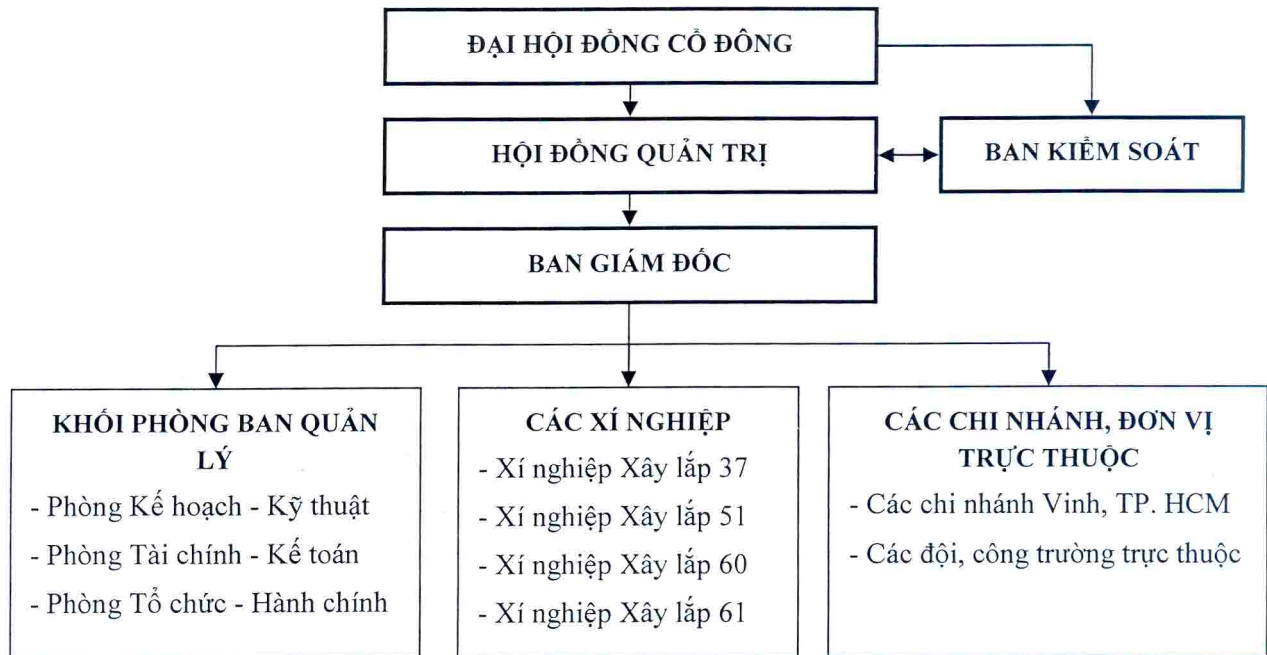 ĐẠI HỘI ĐỒNG CỔ ĐÔNG
HỘI ĐỒNG QUẢN TRỊ
BAN KIỂM SOÁT
BAN GIÁM ĐỐC
KHỐI PHÒNG BAN QUẢN
LÝ
- Phòng Kế hoạch - Kỹ thuật
- Phòng Tài chính - Kế toán
- Phòng Tổ chức - Hành chính
CÁC XÍ NGHIỆP
- Xí nghiệp Xây lắp 37
- Xí nghiệp Xây lắp 51
- Xí nghiệp Xây lắp 60
- Xí nghiệp Xây lắp 61
CÁC CHI NHÁNH, ĐƠN VỊ
TRỰC THUỘC
- Các chi nhánh Vinh, TP. HCM
- Các đội, công trường trực thuộc